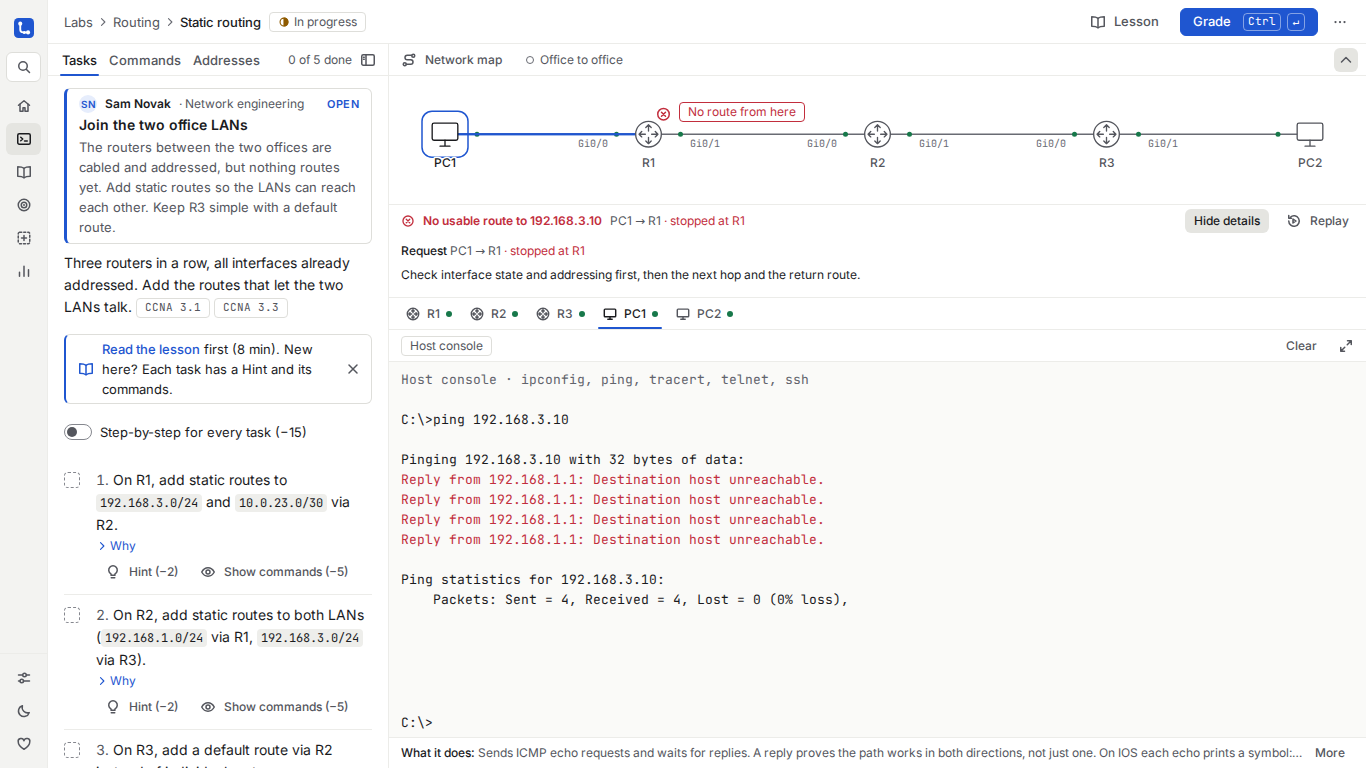 Labs > Routing > Static routing In progress
Lesson Grade Ctrl ↵ ···
Tasks Commands Addresses 0 of 5 done
SN Sam Novak · Network engineering OPEN
Join the two office LANs
The routers between the two offices are
cabled and addressed, but nothing routes
yet. Add static routes so the LANs can reach
each other. Keep R3 simple with a default
route.
Three routers in a row, all interfaces already
addressed. Add the routes that let the two
LANs talk. CCNA 3.1 CCNA 3.3
Read the lesson first (8 min). New
here? Each task has a Hint and its
commands.
Step-by-step for every task (−15)
1. On R1, add static routes to
192.168.3.0/24 and 10.0.23.0/30 via
R2.
> Why
Hint (−2) Show commands (−5)
2. On R2, add static routes to both LANs
(192.168.1.0/24 via R1, 192.168.3.0/24
via R3).
> Why
Hint (−2) Show commands (−5)
3. On R3, add a default route via R2
Network map Office to office
No route from here
Gi0/0 Gi0/1 Gi0/0 Gi0/1 Gi0/0 Gi0/1
PC1 R1 R2 R3 PC2
No usable route to 192.168.3.10 PC1 → R1 · stopped at R1 Hide details Replay
Request PC1 → R1 · stopped at R1
Check interface state and addressing first, then the next hop and the return route.
R1 R2 R3 PC1 PC2
Host console Clear
Host console · ipconfig, ping, tracert, telnet, ssh
C:\>ping 192.168.3.10
Pinging 192.168.3.10 with 32 bytes of data:
Reply from 192.168.1.1: Destination host unreachable.
Reply from 192.168.1.1: Destination host unreachable.
Reply from 192.168.1.1: Destination host unreachable.
Reply from 192.168.1.1: Destination host unreachable.
Ping statistics for 192.168.3.10:
Packets: Sent = 4, Received = 4, Lost = 0 (0% loss),
C:\>
What it does: Sends ICMP echo requests and waits for replies. A reply proves the path works in both directions, not just one. On IOS each echo prints a symbol:... More